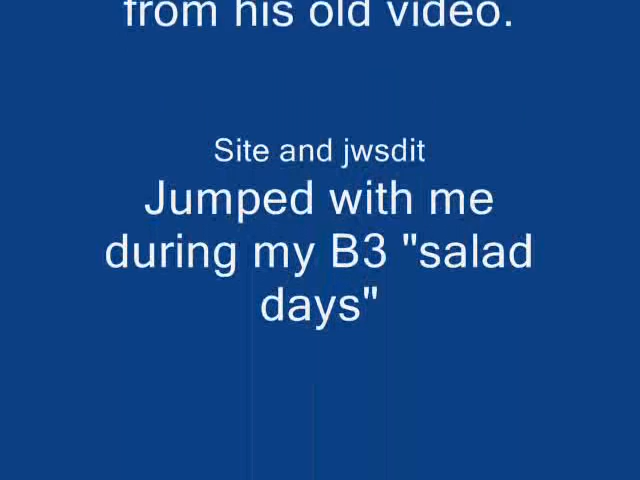 from his old video.
Site and jwsdit
Jumped with me
during my B3 "salad
days"